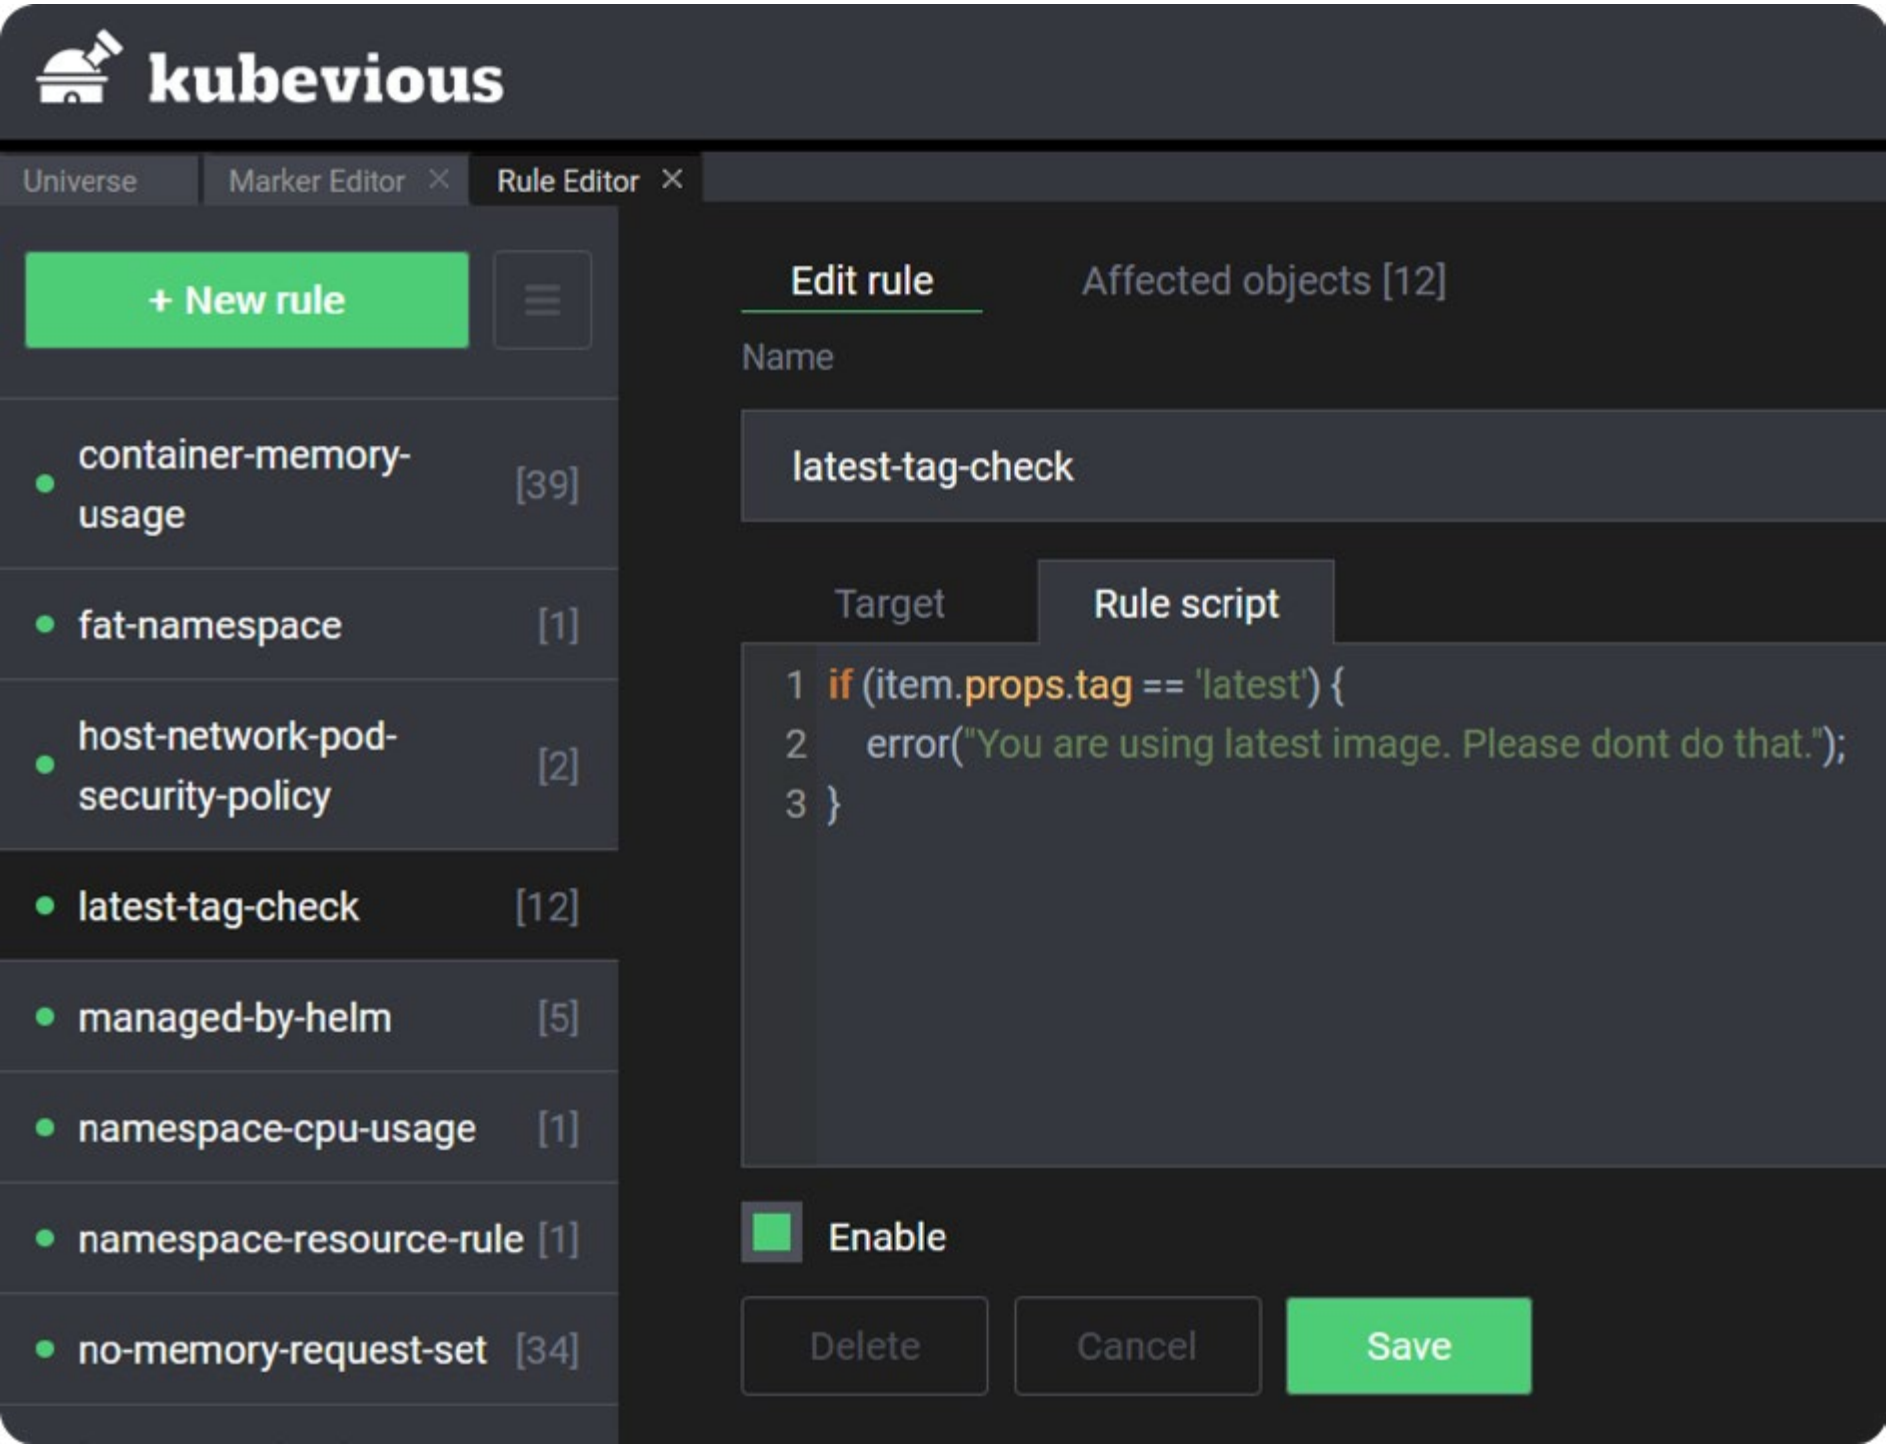 kubevious
Universe
Marker Editor ×
Rule Editor ×
+ New rule
container-memory-
usage
[39]
fat-namespace [1]
host-network-pod-
security-policy
[2]
latest-tag-check [12]
managed-by-helm [5]
namespace-cpu-usage [1]
namespace-resource-rule [1]
no-memory-request-set [34]
Edit rule
Affected objects [12]
Name
latest-tag-check
Target
Rule script
1 if (item.props.tag == 'latest') {
2 error("You are using latest image. Please dont do that.");
3 }
Enable
Delete
Cancel
Save